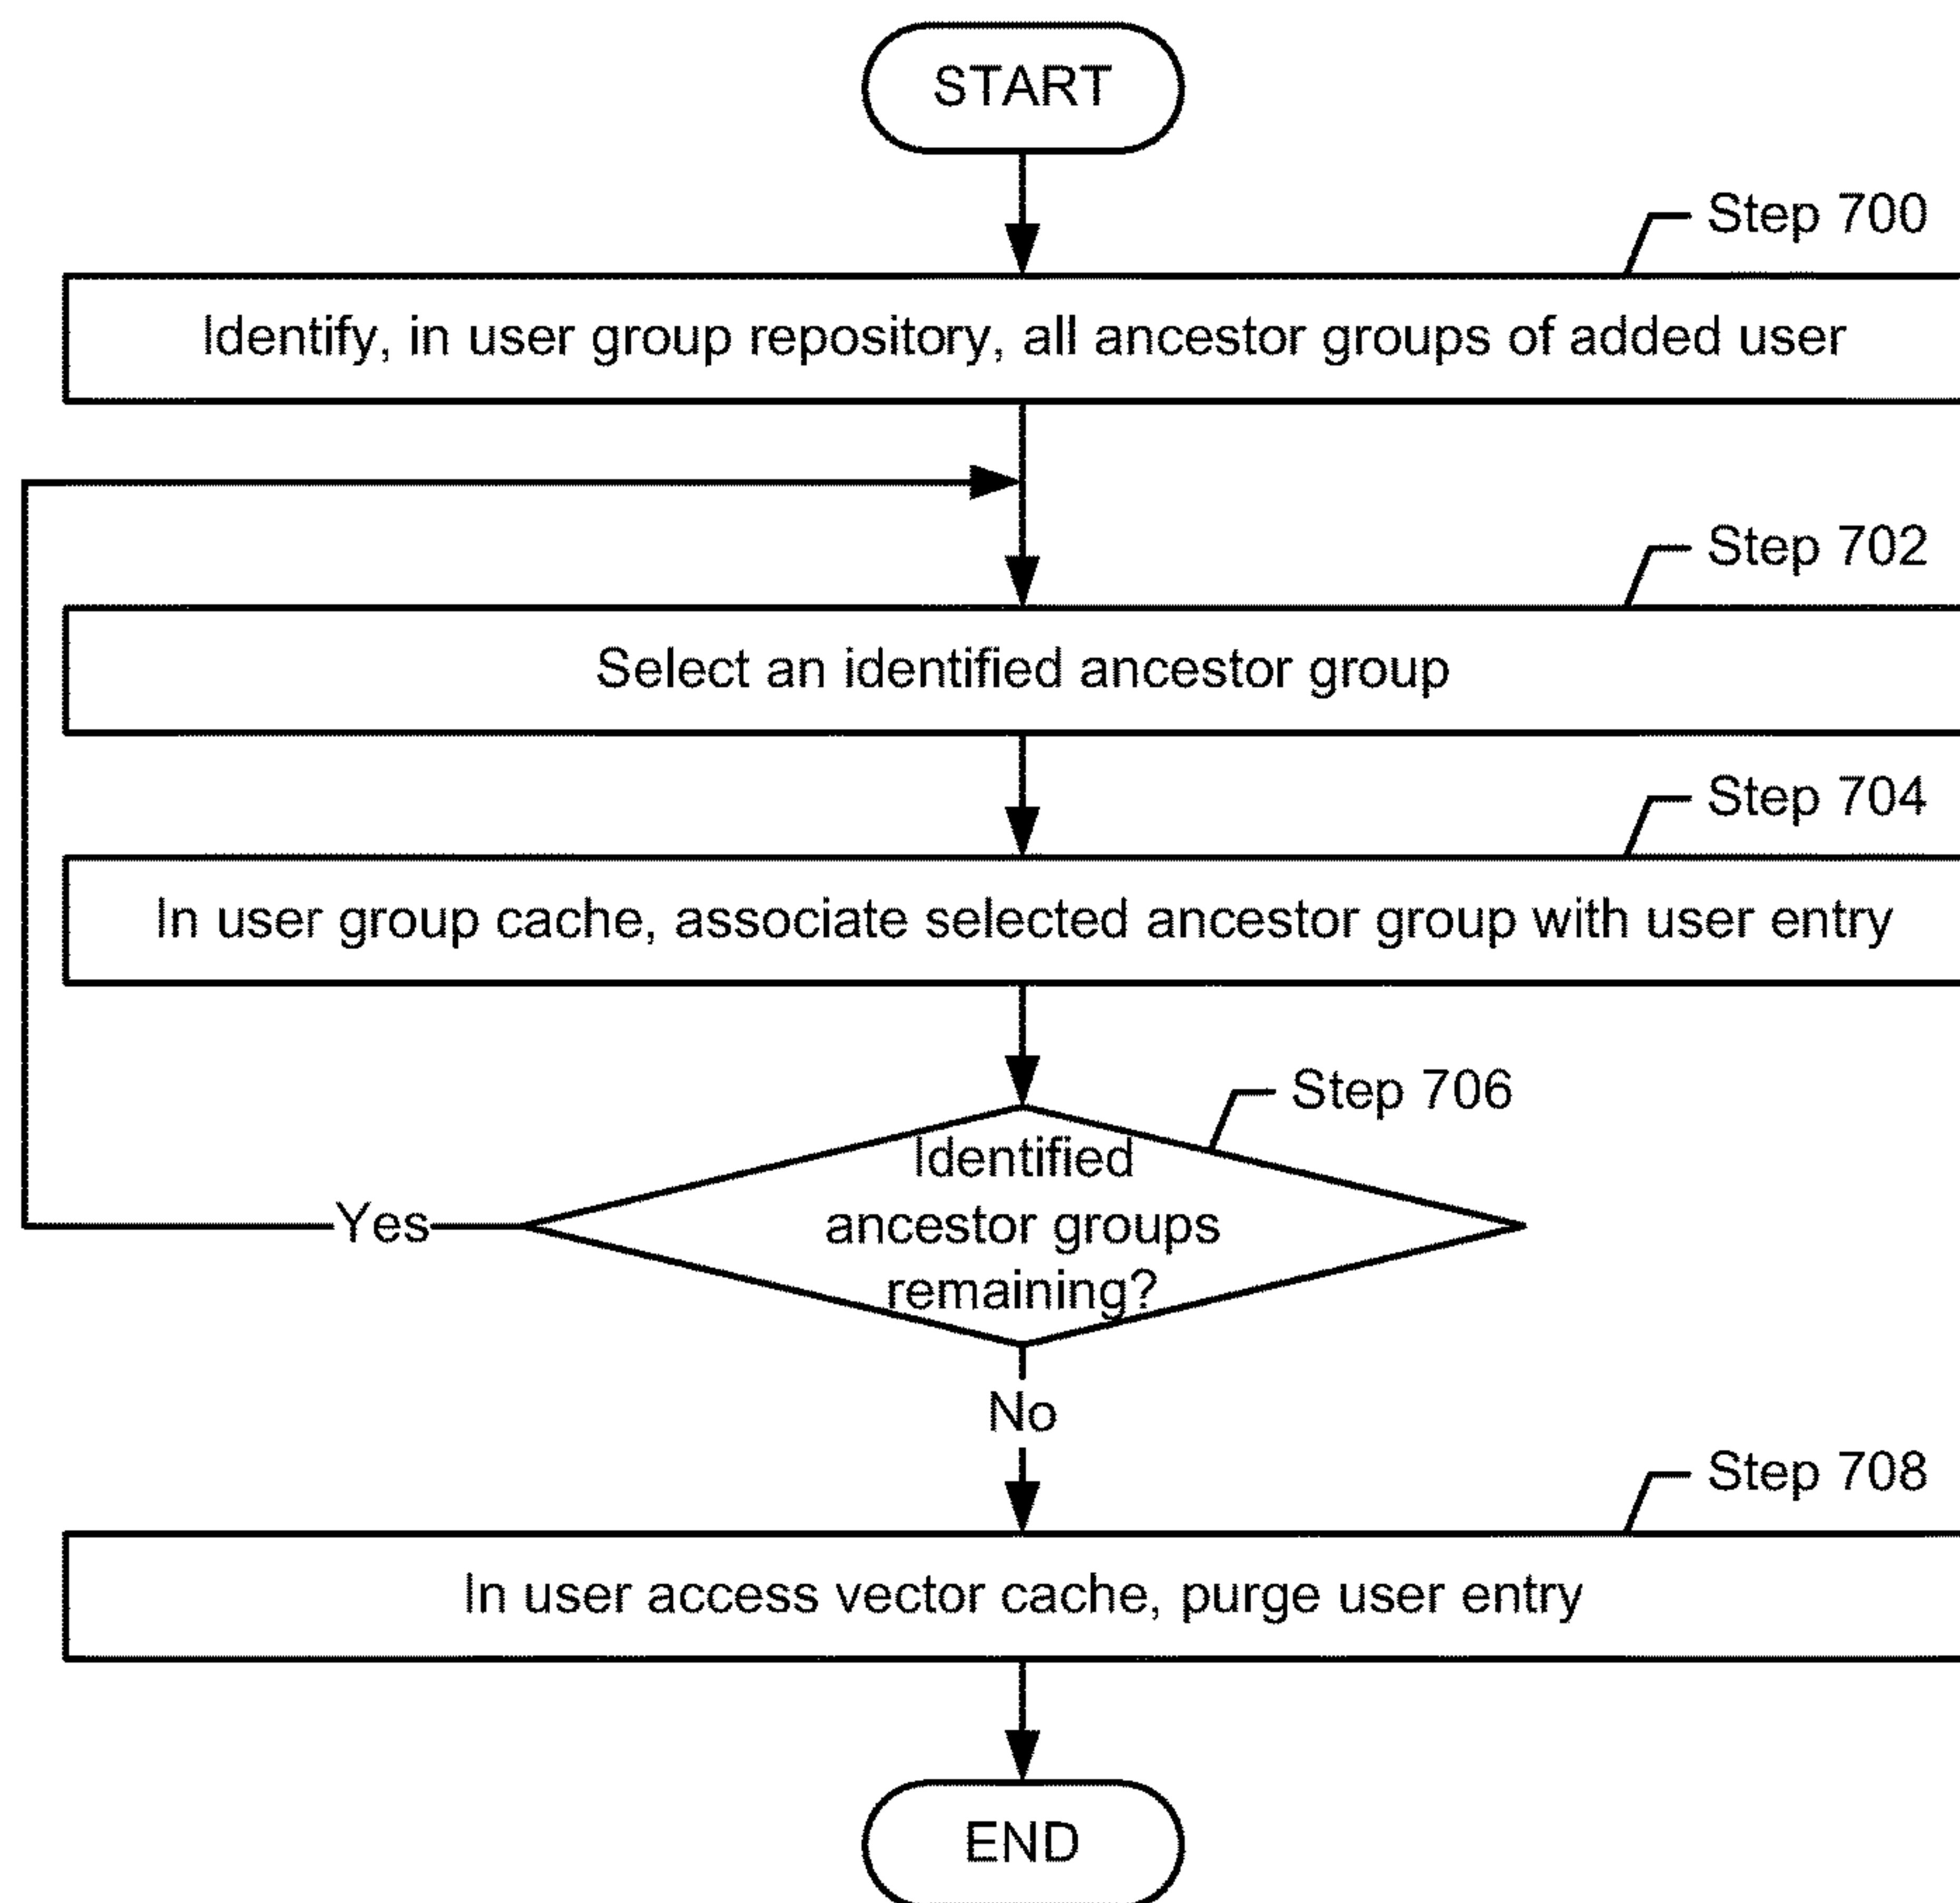 START
Step 700
Identify, in user group repository, all ancestor groups of added user
Step 702
Select an identified ancestor group
Step 704
In user group cache, associate selected ancestor group with user entry
Step 706
Identified
ancestor groups
remaining?
Yes
No
Step 708
In user access vector cache, purge user entry
END